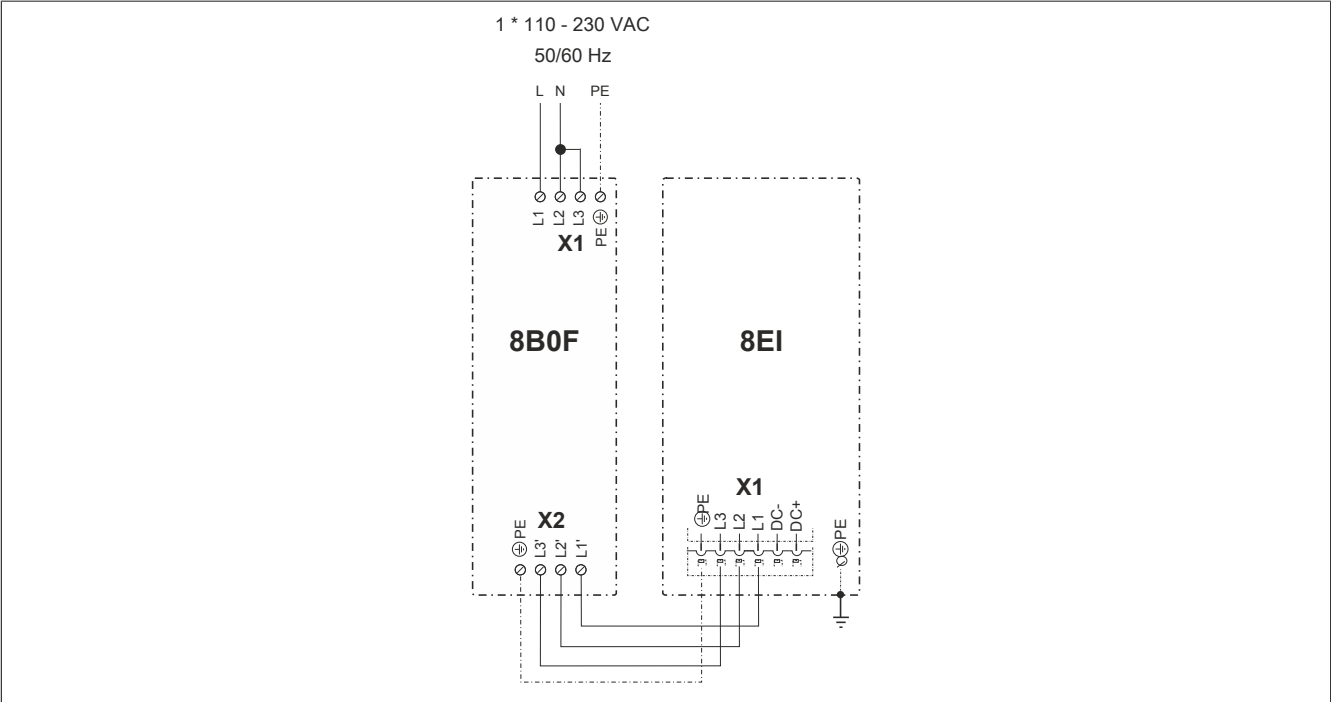 1 * 110 - 230 VAC
50/60 Hz
L N PE
L1
L2
L3
PE
X1
8B0F
8EI
X1
PE
L3
L2
L1
DC-
DC+
PE
X2
PE
L3'
L2'
L1'